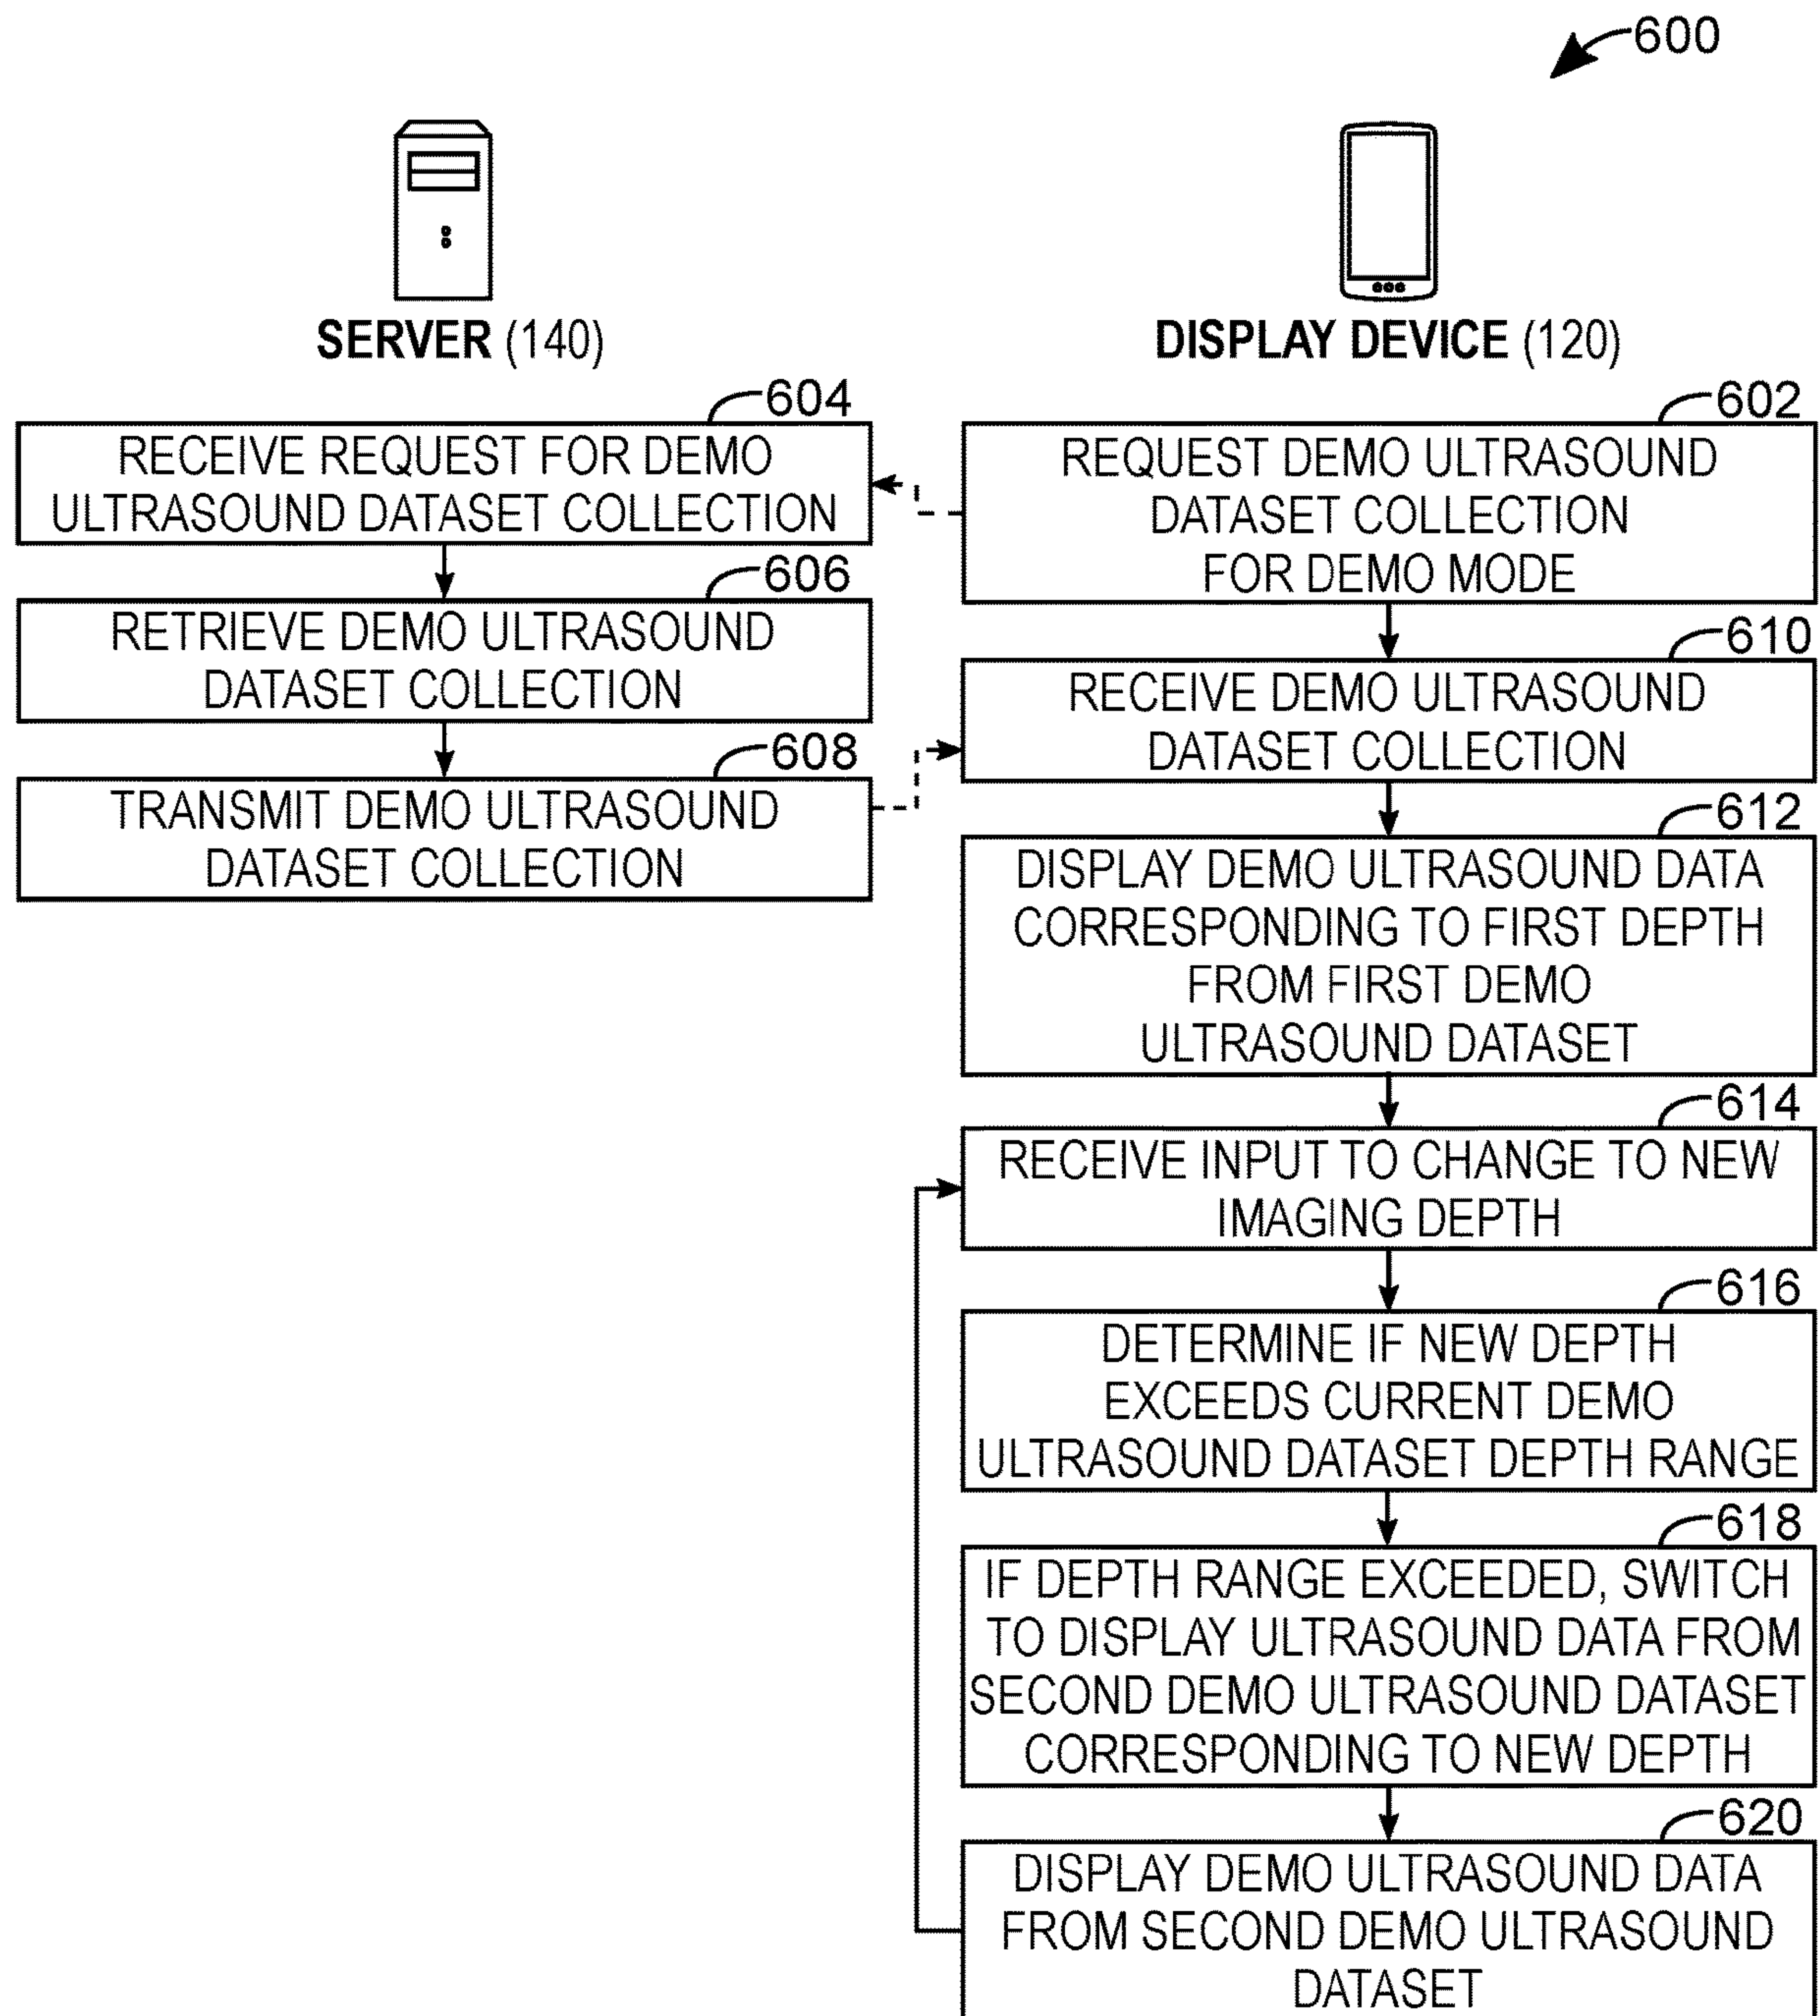 600
SERVER (140)
DISPLAY DEVICE (120)
604
RECEIVE REQUEST FOR DEMO
ULTRASOUND DATASET COLLECTION
606
RETRIEVE DEMO ULTRASOUND
DATASET COLLECTION
608
TRANSMIT DEMO ULTRASOUND
DATASET COLLECTION
602
REQUEST DEMO ULTRASOUND
DATASET COLLECTION
FOR DEMO MODE
610
RECEIVE DEMO ULTRASOUND
DATASET COLLECTION
612
DISPLAY DEMO ULTRASOUND DATA
CORRESPONDING TO FIRST DEPTH
FROM FIRST DEMO
ULTRASOUND DATASET
614
RECEIVE INPUT TO CHANGE TO NEW
IMAGING DEPTH
616
DETERMINE IF NEW DEPTH
EXCEEDS CURRENT DEMO
ULTRASOUND DATASET DEPTH RANGE
618
IF DEPTH RANGE EXCEEDED, SWITCH
TO DISPLAY ULTRASOUND DATA FROM
SECOND DEMO ULTRASOUND DATASET
CORRESPONDING TO NEW DEPTH
620
DISPLAY DEMO ULTRASOUND DATA
FROM SECOND DEMO ULTRASOUND
DATASET